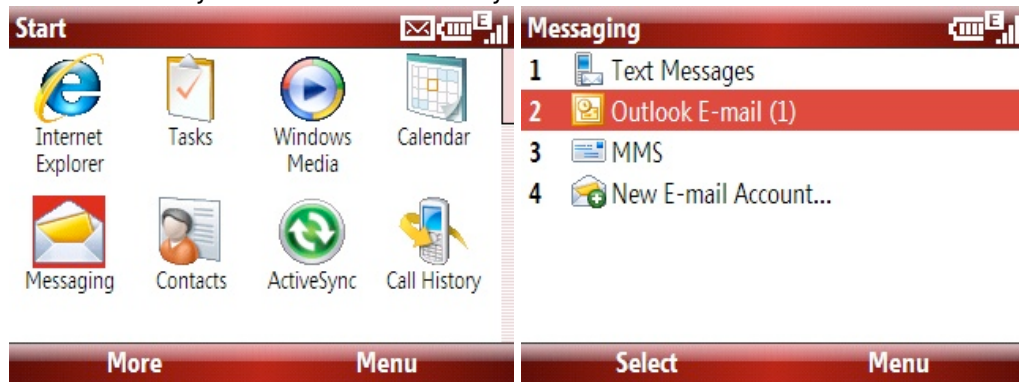 Start
E
Internet Explorer
Tasks
Windows Media
Calendar
Messaging
Contacts
ActiveSync
Call History
More
Menu
Messaging
E
1 Text Messages
2 Outlook E-mail (1)
3 MMS
4 New E-mail Account...
Select
Menu